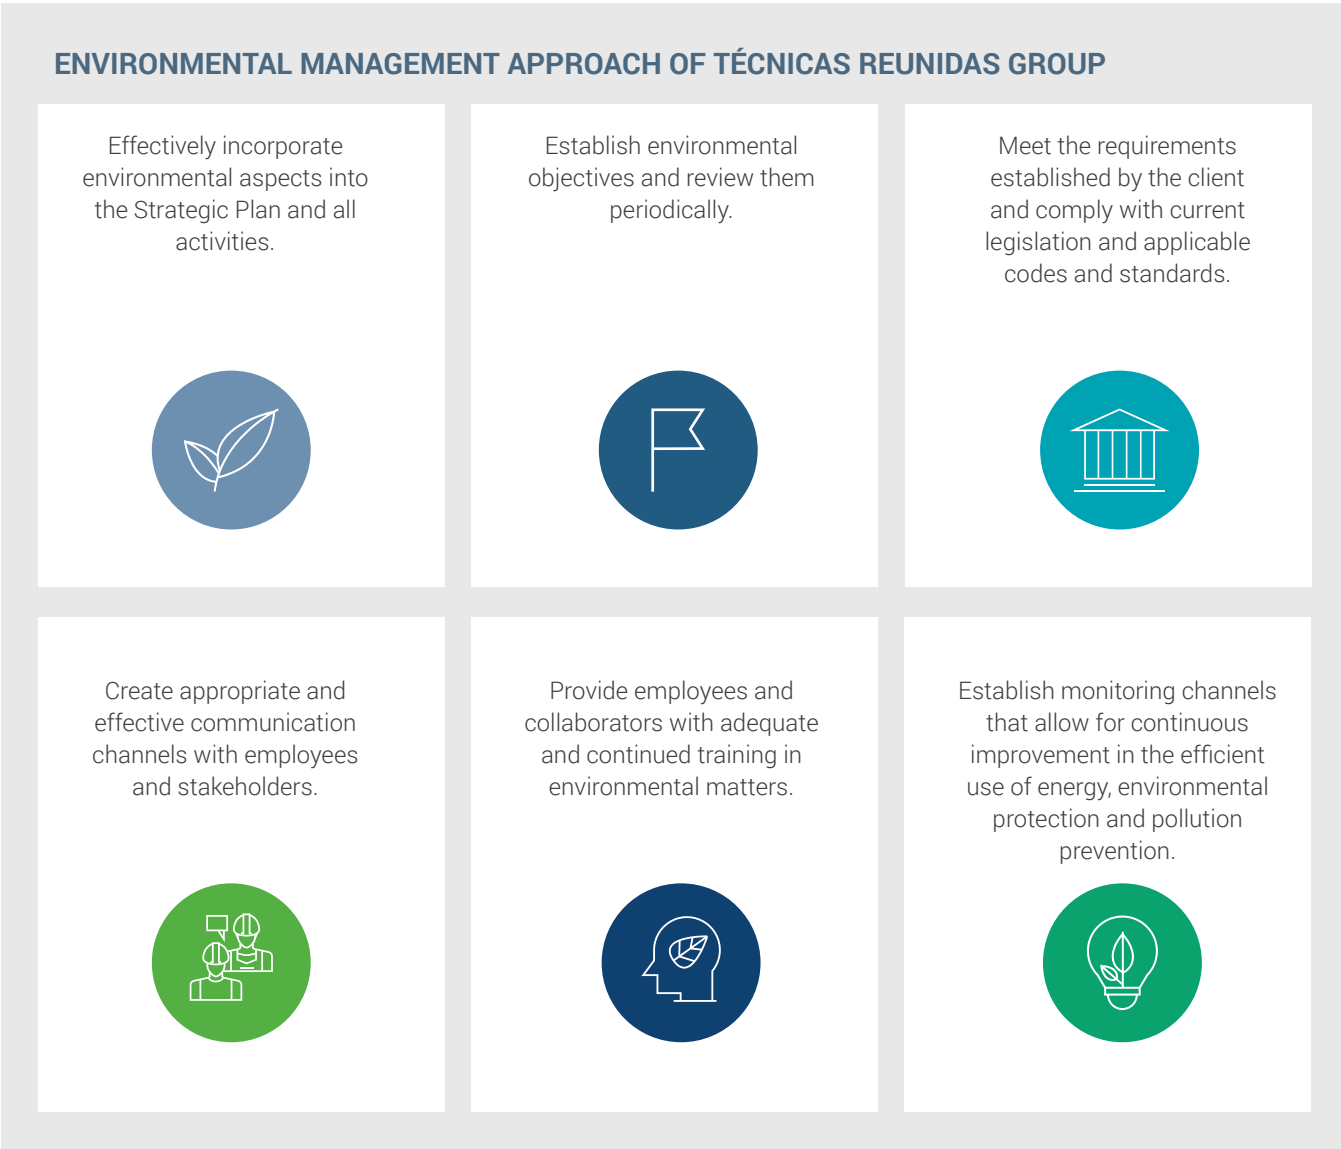 ENVIRONMENTAL MANAGEMENT APPROACH OF TÉCNICAS REUNIDAS GROUP
Effectively incorporate
environmental aspects into
the Strategic Plan and all
activities.
Establish environmental
objectives and review them
periodically.
Meet the requirements
established by the client
and comply with current
legislation and applicable
codes and standards.
Create appropriate and
effective communication
channels with employees
and stakeholders.
Provide employees and
collaborators with adequate
and continued training in
environmental matters.
Establish monitoring channels
that allow for continuous
improvement in the efficient
use of energy, environmental
protection and pollution
prevention.